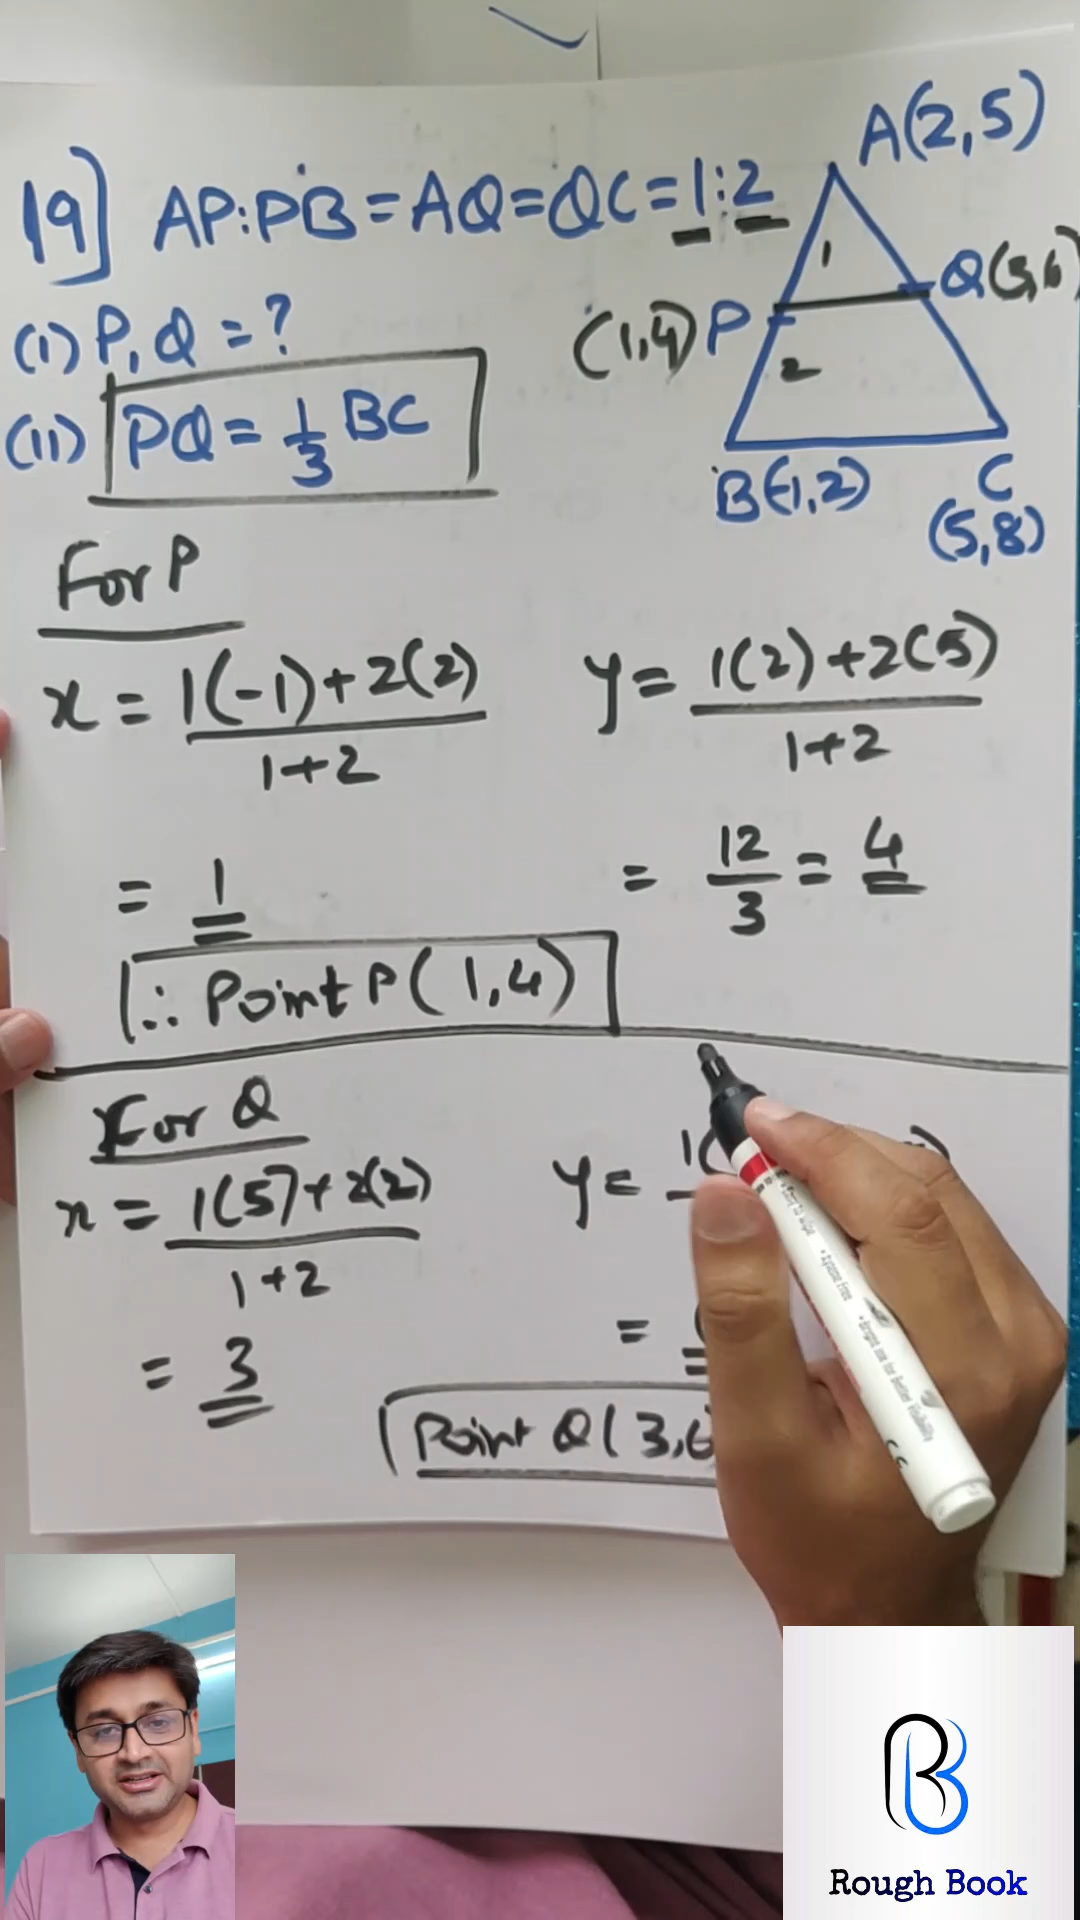 19] AP:PB=AQ=QC=1:2
(i) P, Q = ?
(ii) PQ = 1/3 BC
A(2,5)
1
Q(3,6)
(1,4) P
2
B(-1,2)
C
(5,8)
For P
x = 1(-1)+2(2)
1+2
y = 1(2)+2(5)
1+2
= 1
= 12/3 = 4
∴ Point P(1,4)
For Q
x = 1(5)+2(2)
1+2
y = 1(
= 3
=
Point Q(3,6
B
Rough Book